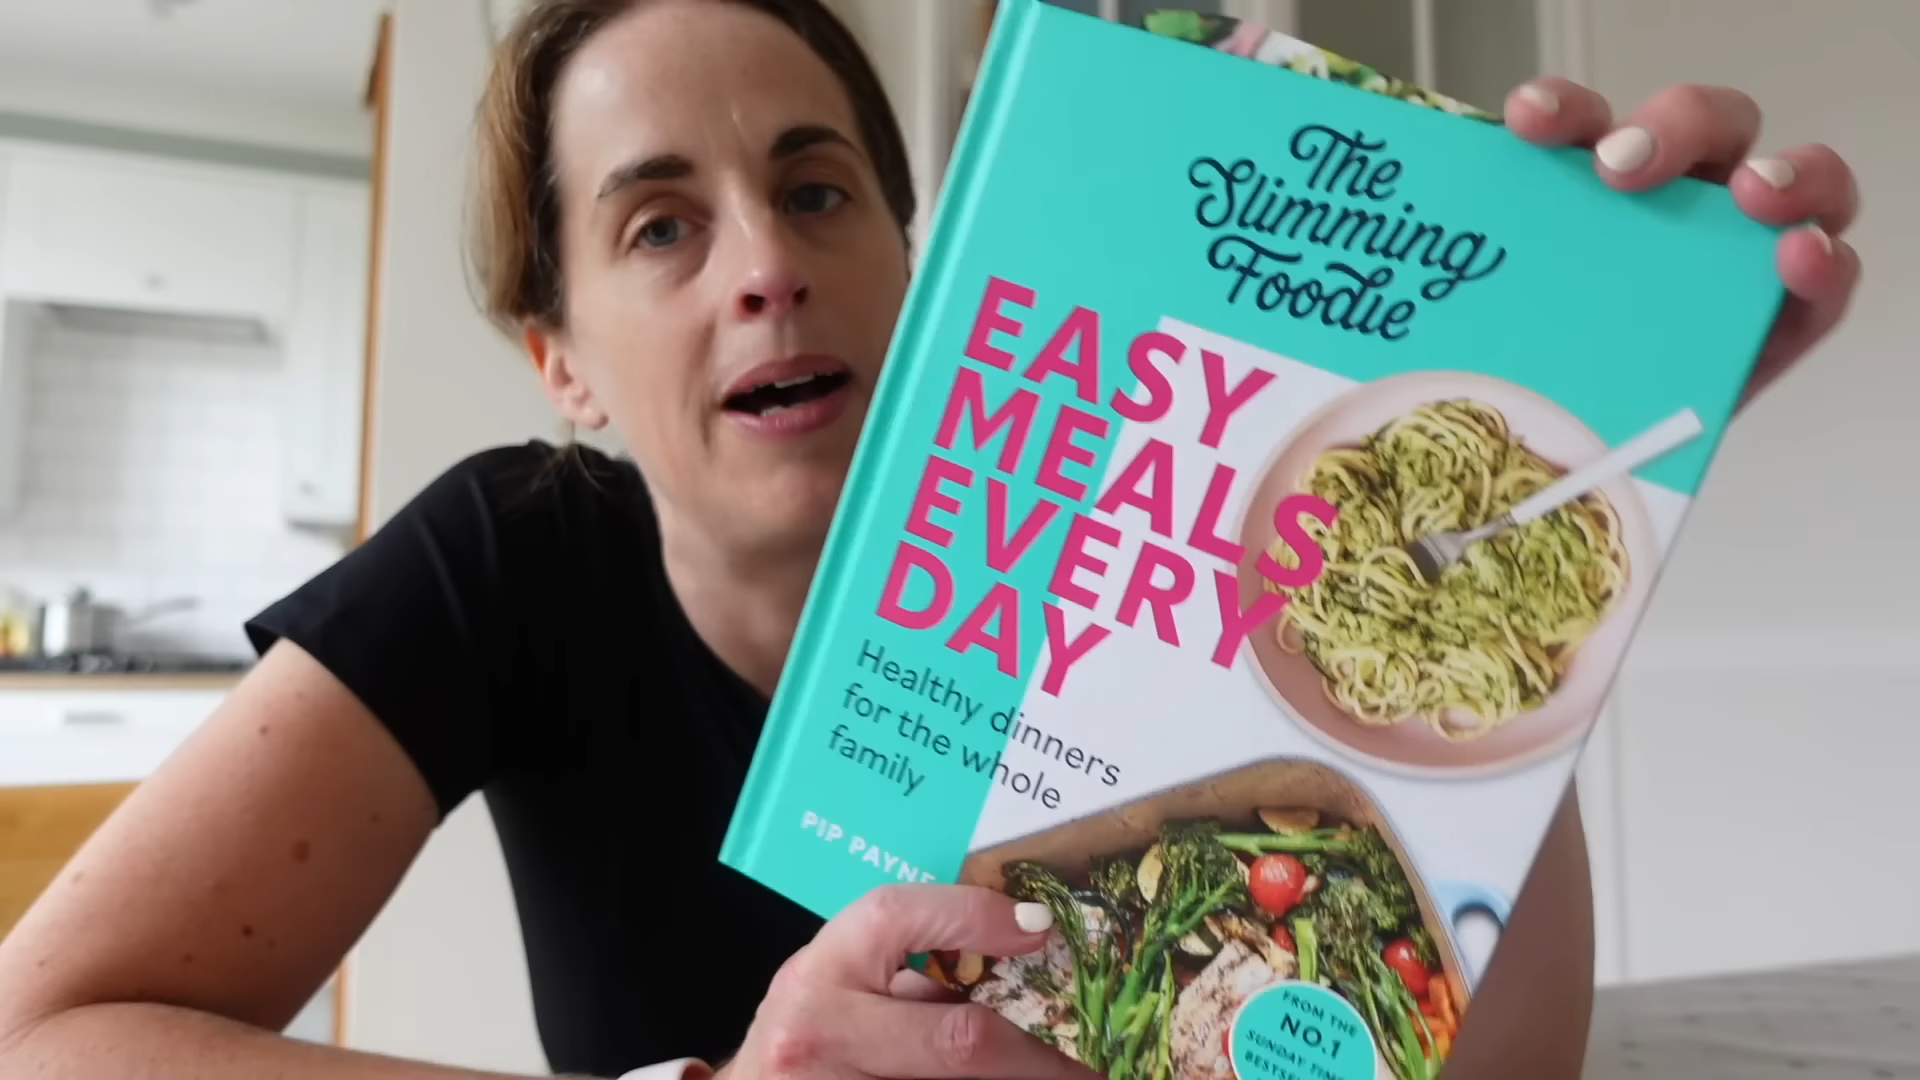 The
Slimming
Foodie
EASY
MEALS
EVERY
DAY
Healthy dinners
for the whole
family
PIP PAYNE
FROM THE
NO.1
SUNDAY TIMES